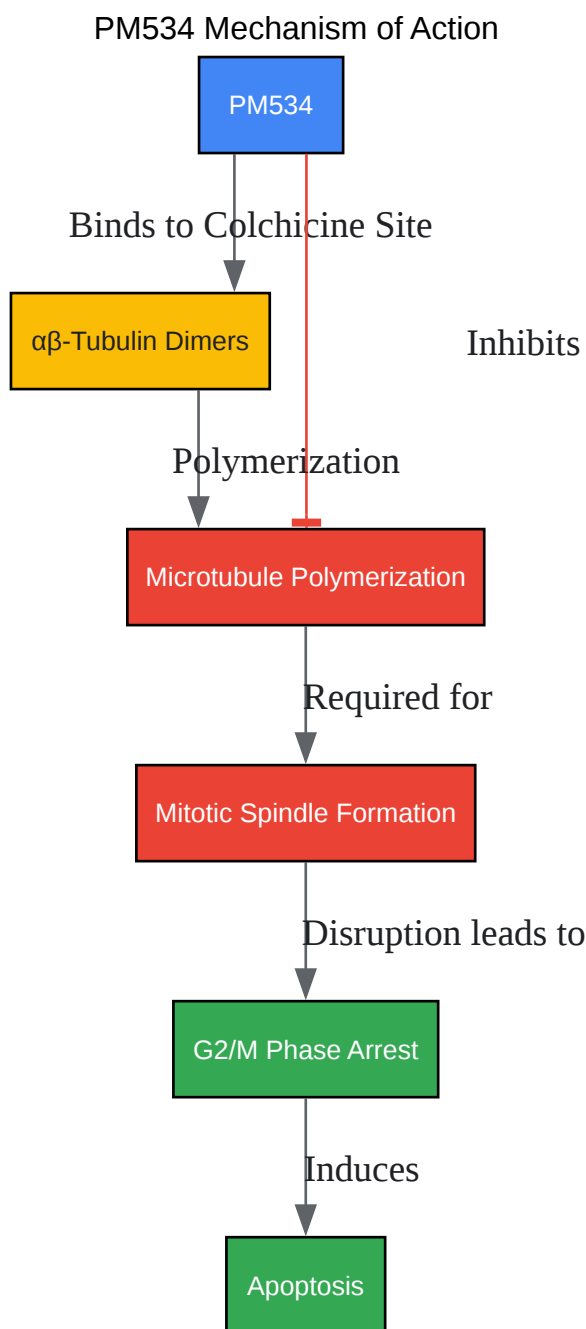 PM534 Mechanism of Action
PM534
Binds to Colchicine Site
αβ-Tubulin Dimers
Inhibits
Polymerization
Microtubule Polymerization
Required for
Mitotic Spindle Formation
Disruption leads to
G2/M Phase Arrest
Induces
Apoptosis